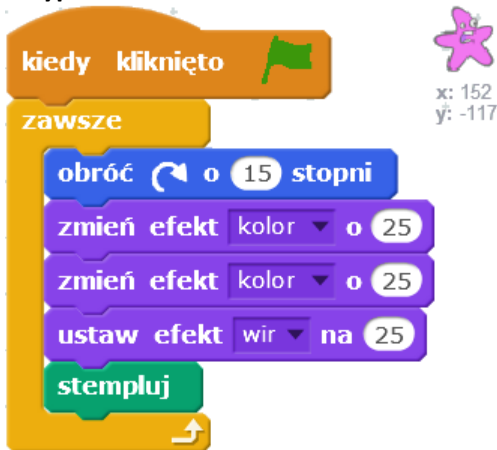 kiedy kliknięto
zawsze
obróć o 15 stopni
zmień efekt kolor o 25
zmień efekt kolor o 25
ustaw efekt wir na 25
stempluj
x: 152
y: -117